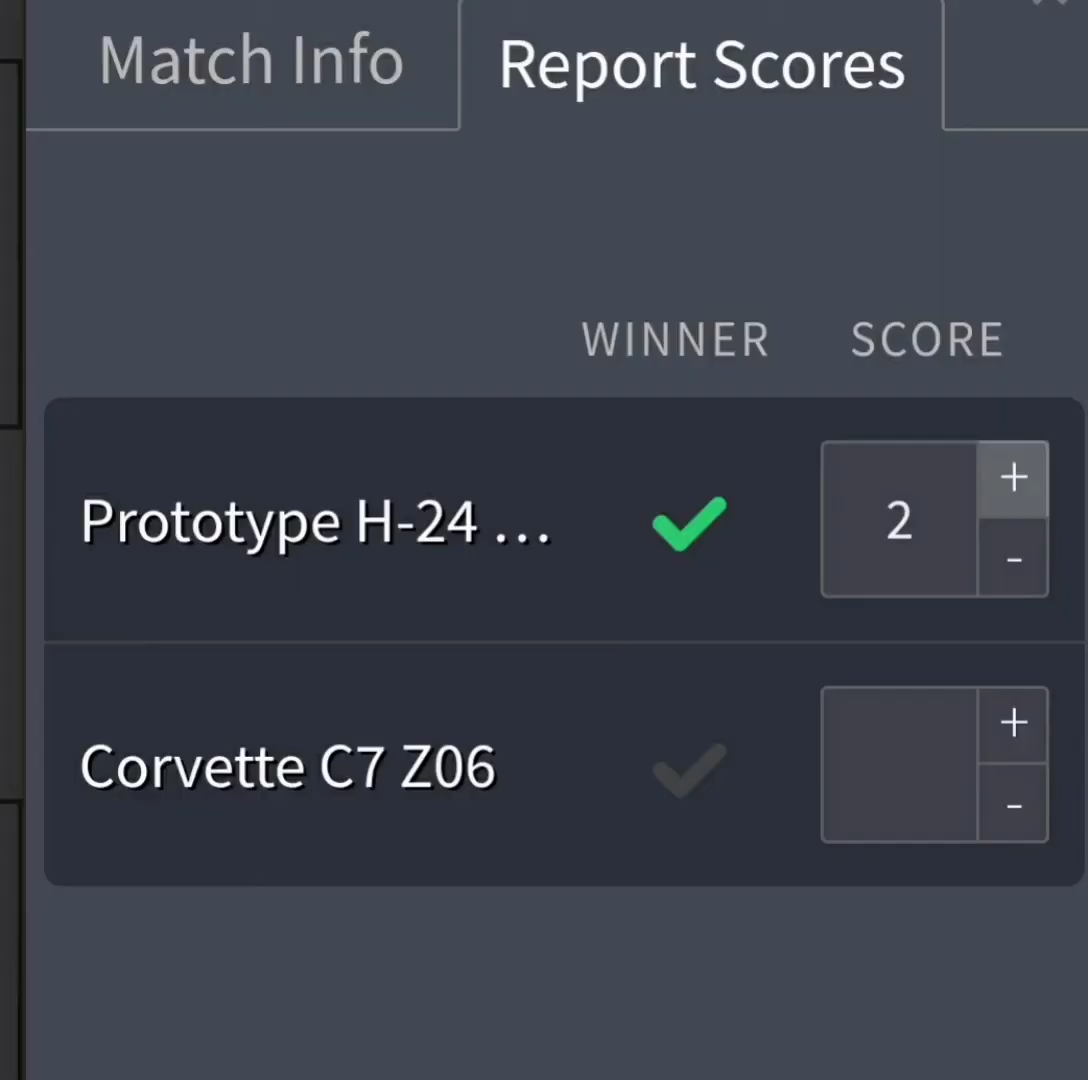 Match Info
Report Scores
WINNER
SCORE
Prototype H-24 ...
2
+
-
Corvette C7 Z06
+
-